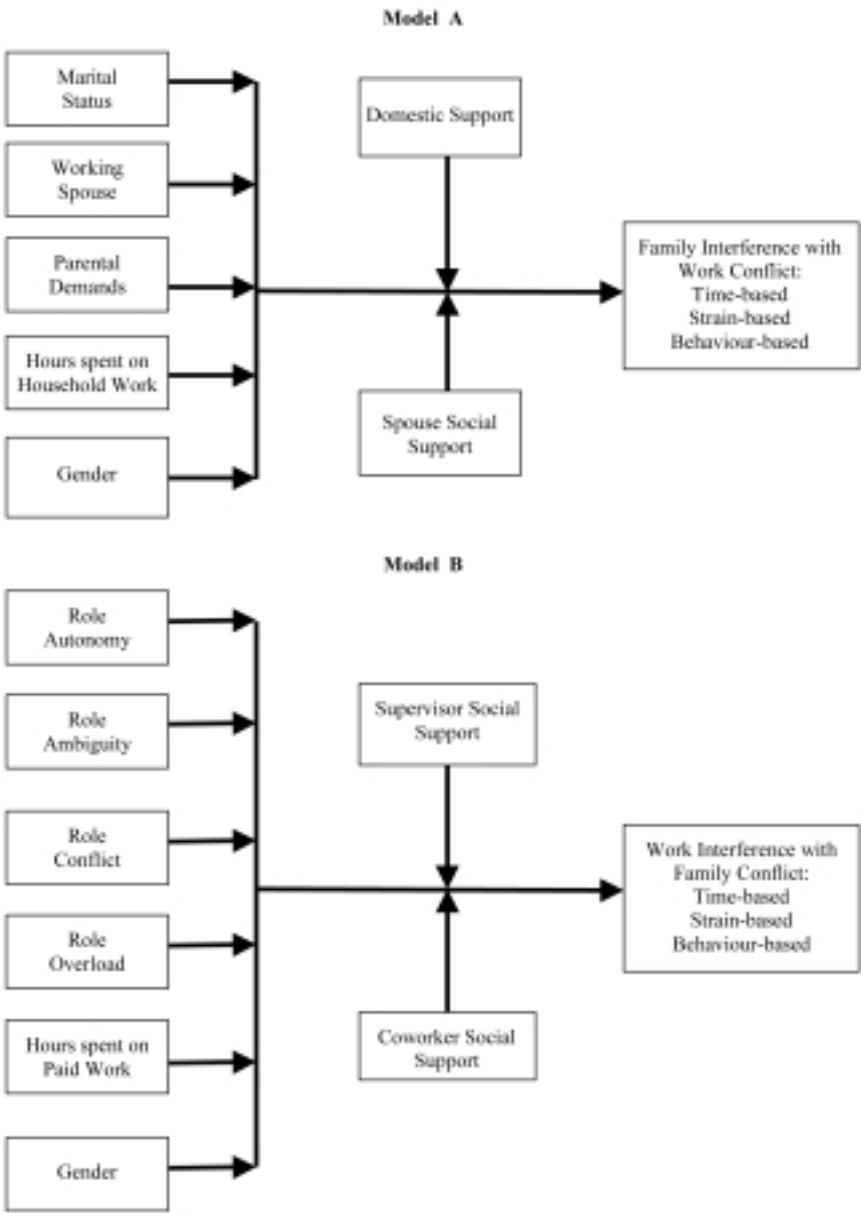 Model A
Marital
Status
Working
Spouse
Parental
Demands
Hours spent on
Household Work
Gender
Domestic Support
Spouse Social
Support
Family Interference with
Work Conflict:
Time-based
Strain-based
Behaviour-based
Model B
Role
Autonomy
Role
Ambiguity
Role
Conflict
Role
Overload
Hours spent on
Paid Work
Gender
Supervisor Social
Support
Coworker Social
Support
Work Interference with
Family Conflict:
Time-based
Strain-based
Behaviour-based